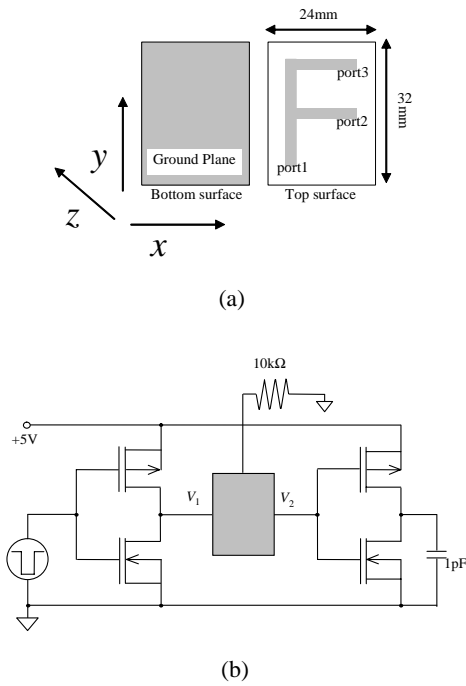 24mm
port3
32
mm
port2
y
Ground Plane
port1
Bottom surface
Top surface
z
x
(a)
10kΩ
+5V
V1
V2
1pF
(b)